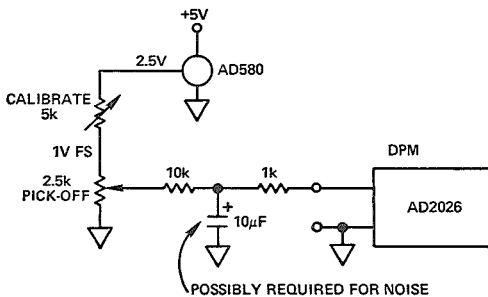 +5V
2.5V
AD580
CALIBRATE
5k
1V FS
2.5k
PICK-OFF
10k
1k
DPM
AD2026
+
10μF
POSSIBLY REQUIRED FOR NOISE